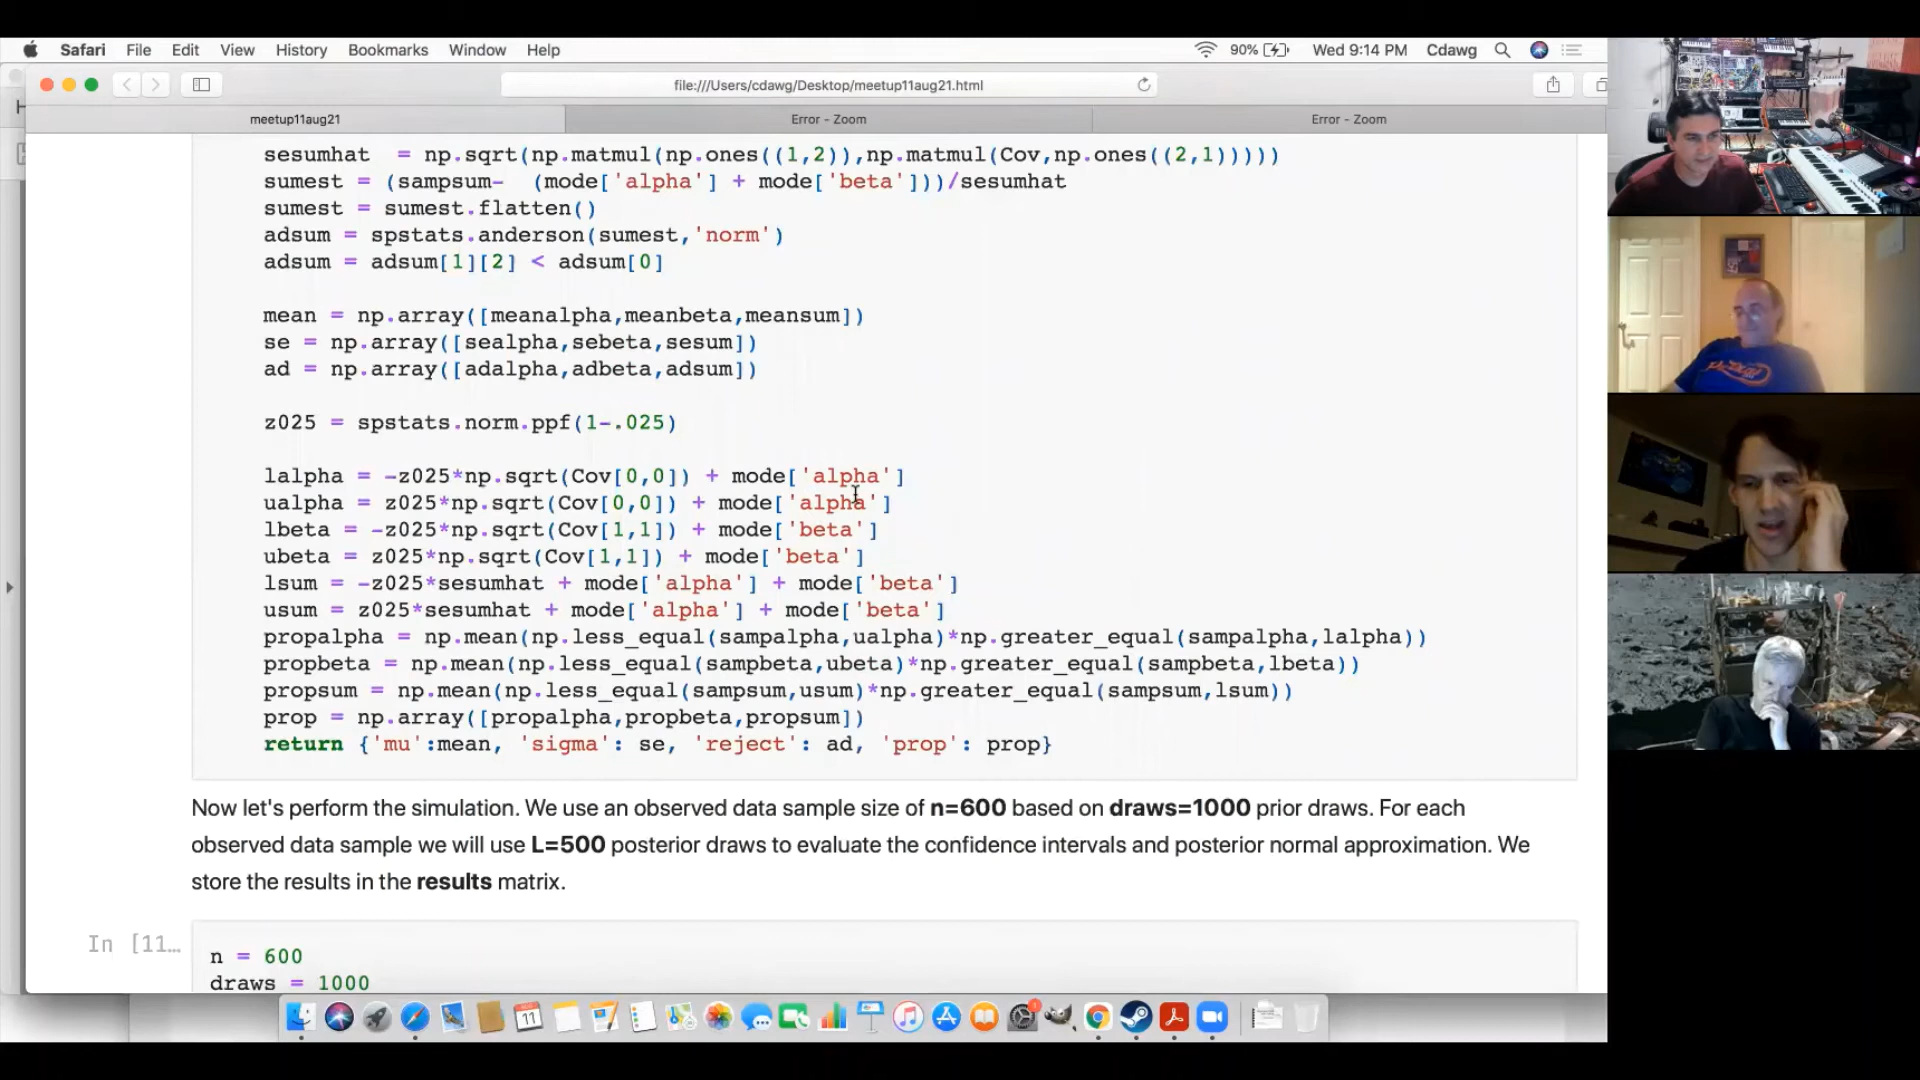 Safari File Edit View History Bookmarks Window Help 90% Wed 9:14 PM Cdawg
file:///Users/cdawg/Desktop/meetup11aug21.html
meetup11aug21 Error - Zoom Error - Zoom
sesumhat  = np.sqrt(np.matmul(np.ones((1,2)),np.matmul(Cov,np.ones((2,1)))))
sumest = (sampsum-  (mode['alpha'] + mode['beta']))/sesumhat
sumest = sumest.flatten()
adsum = spstats.anderson(sumest,'norm')
adsum = adsum[1][2] < adsum[0]
mean = np.array([meanalpha,meanbeta,meansum])
se = np.array([sealpha,sebeta,sesum])
ad = np.array([adalpha,adbeta,adsum])
z025 = spstats.norm.ppf(1-.025)
lalpha = -z025*np.sqrt(Cov[0,0]) + mode['alpha']
ualpha = z025*np.sqrt(Cov[0,0]) + mode['alpha']
lbeta = -z025*np.sqrt(Cov[1,1]) + mode['beta']
ubeta = z025*np.sqrt(Cov[1,1]) + mode['beta']
lsum = -z025*sesumhat + mode['alpha'] + mode['beta']
usum = z025*sesumhat + mode['alpha'] + mode['beta']
propalpha = np.mean(np.less_equal(sampalpha,ualpha)*np.greater_equal(sampalpha,lalpha))
propbeta = np.mean(np.less_equal(sampbeta,ubeta)*np.greater_equal(sampbeta,lbeta))
propsum = np.mean(np.less_equal(sampsum,usum)*np.greater_equal(sampsum,lsum))
prop = np.array([propalpha,propbeta,propsum])
return {'mu':mean, 'sigma': se, 'reject': ad, 'prop': prop}
Now let's perform the simulation. We use an observed data sample size of n=600 based on draws=1000 prior draws. For each
observed data sample we will use L=500 posterior draws to evaluate the confidence intervals and posterior normal approximation. We
store the results in the results matrix.
In [11…
n = 600
draws = 1000
11